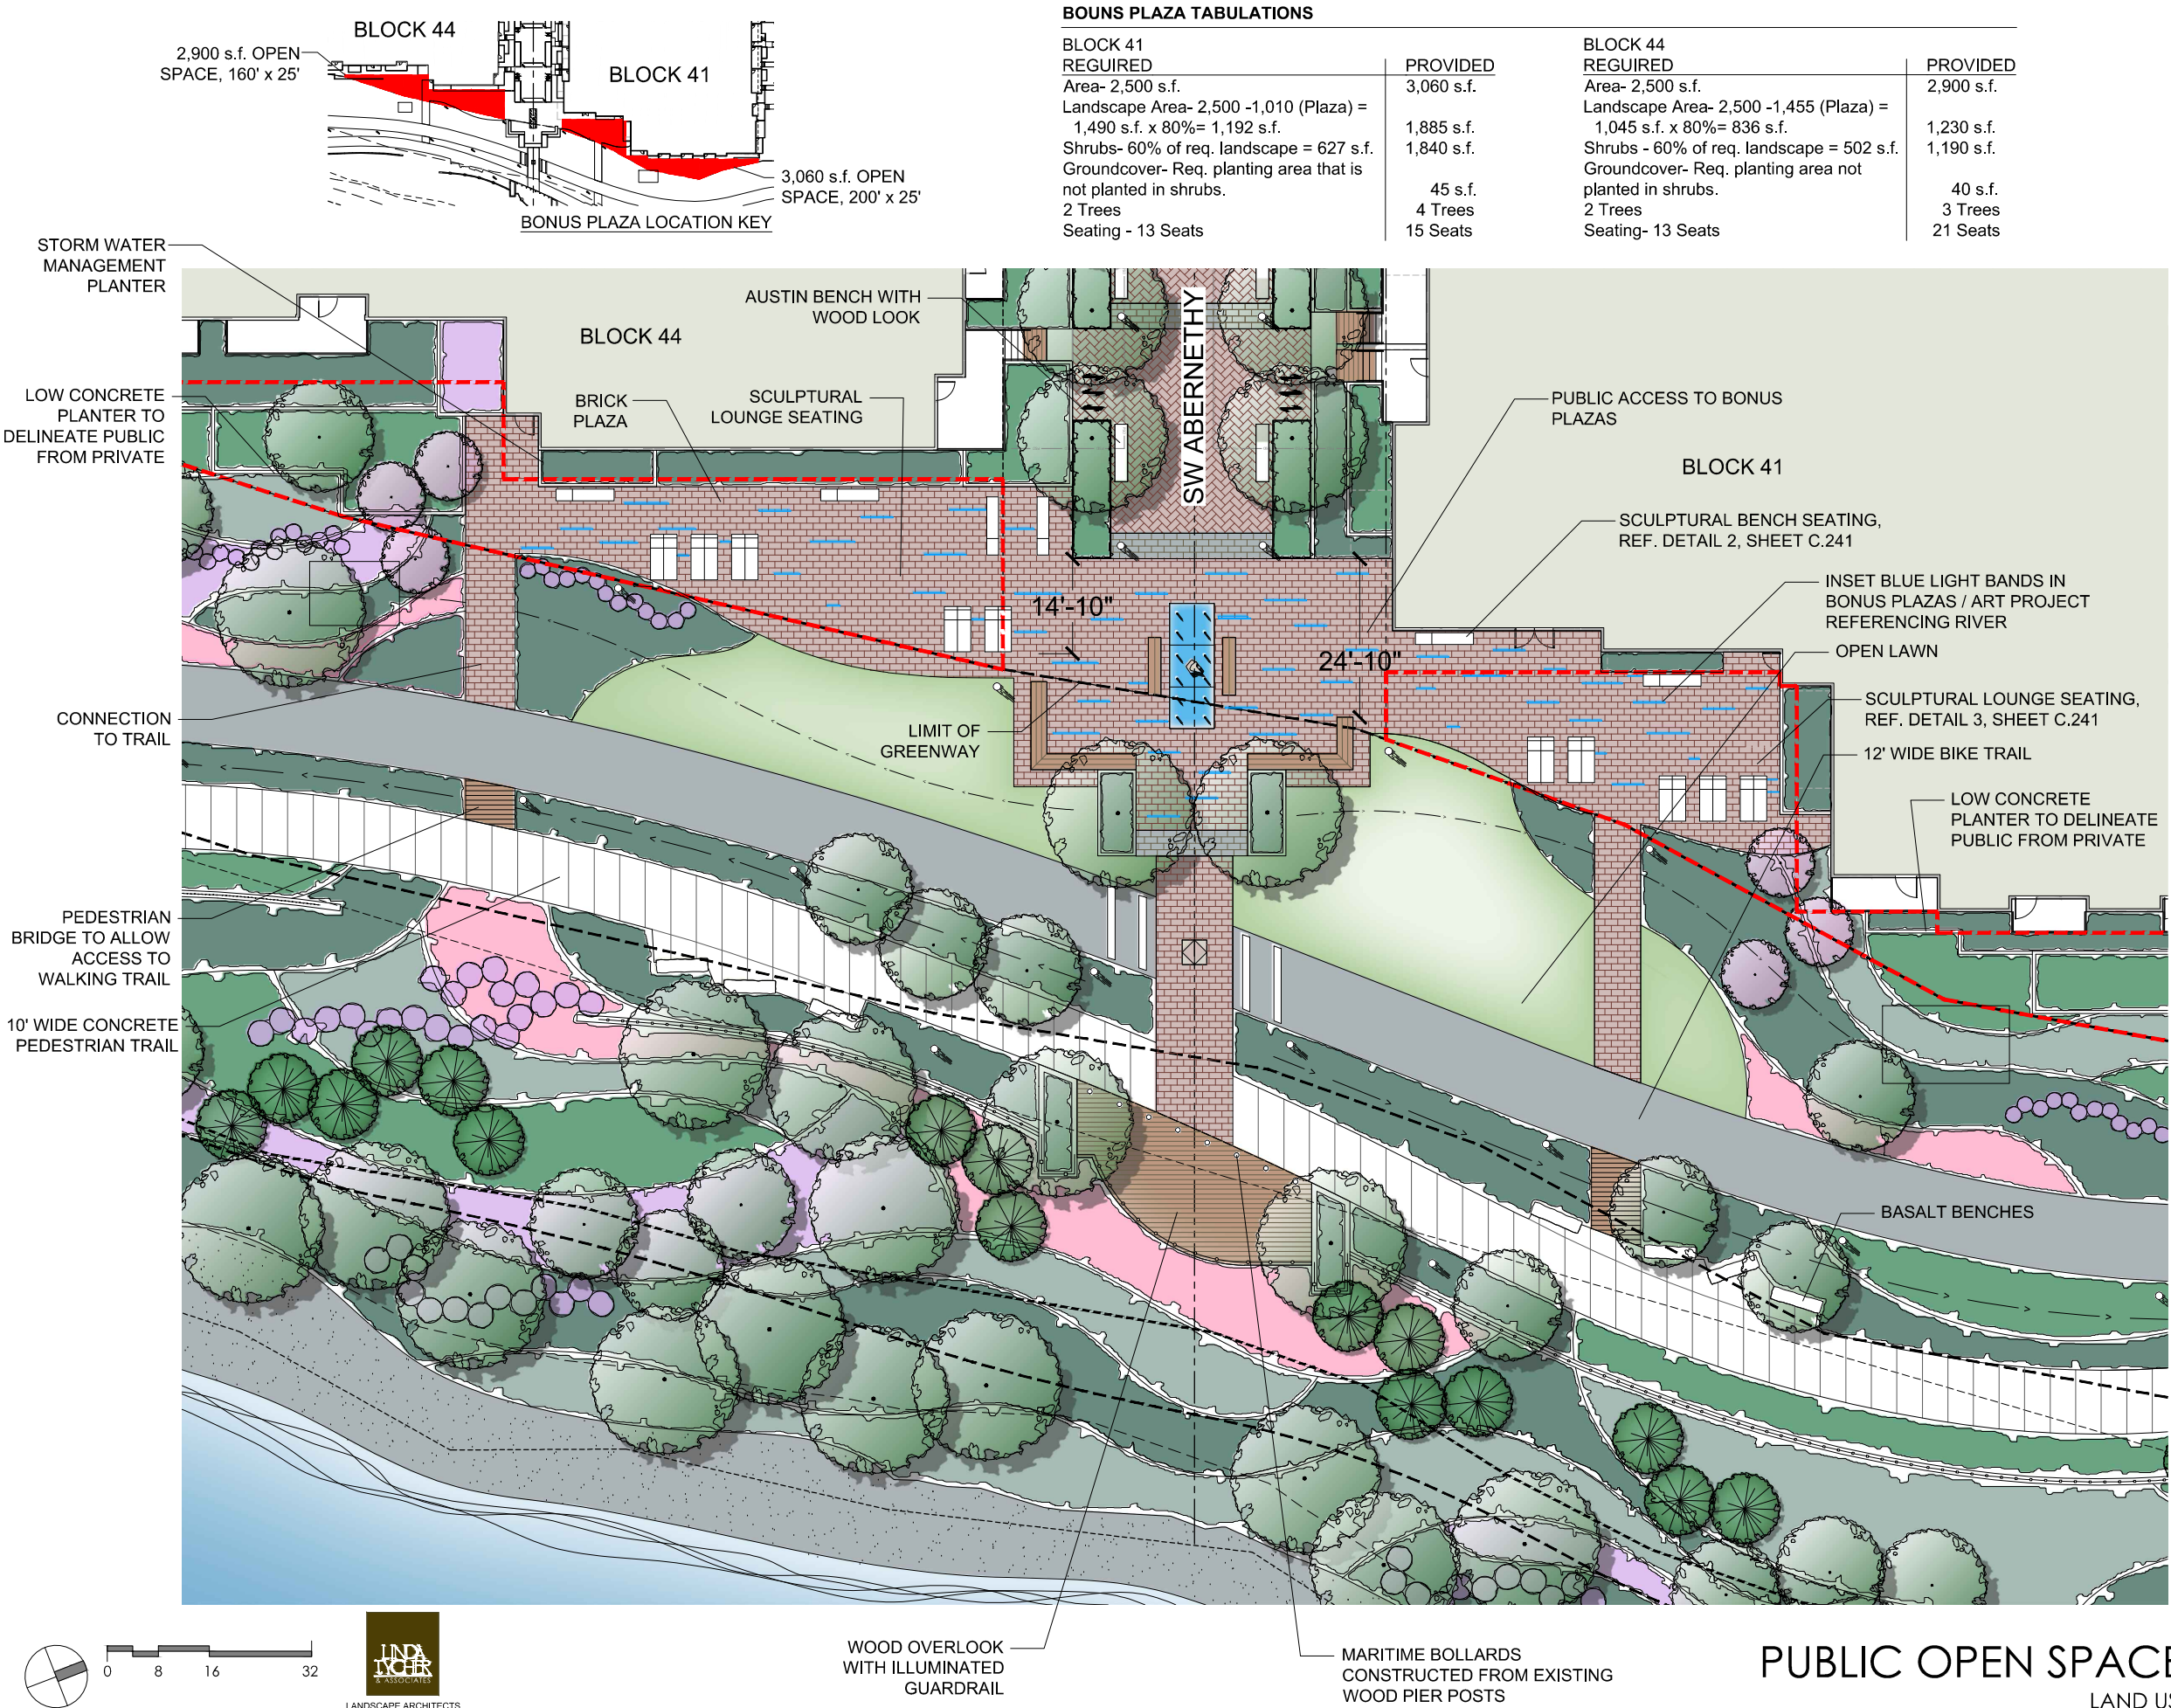 BLOCK 44
2,900 s.f. OPEN
SPACE, 160' x 25'
BLOCK 41
3,060 s.f. OPEN
SPACE, 200' x 25'
BONUS PLAZA LOCATION KEY
BOUNS PLAZA TABULATIONS
BLOCK 41
REGUIRED PROVIDED
Area- 2,500 s.f. 3,060 s.f.
Landscape Area- 2,500 -1,010 (Plaza) =
1,490 s.f. x 80%= 1,192 s.f. 1,885 s.f.
Shrubs- 60% of req. landscape = 627 s.f. 1,840 s.f.
Groundcover- Req. planting area that is
not planted in shrubs. 45 s.f.
2 Trees 4 Trees
Seating - 13 Seats 15 Seats
BLOCK 44
REGUIRED PROVIDED
Area- 2,500 s.f. 2,900 s.f.
Landscape Area- 2,500 -1,455 (Plaza) =
1,045 s.f. x 80%= 836 s.f. 1,230 s.f.
Shrubs - 60% of req. landscape = 502 s.f. 1,190 s.f.
Groundcover- Req. planting area not
planted in shrubs. 40 s.f.
2 Trees 3 Trees
Seating- 13 Seats 21 Seats
STORM WATER
MANAGEMENT
PLANTER
LOW CONCRETE
PLANTER TO
DELINEATE PUBLIC
FROM PRIVATE
CONNECTION
TO TRAIL
PEDESTRIAN
BRIDGE TO ALLOW
ACCESS TO
WALKING TRAIL
10' WIDE CONCRETE
PEDESTRIAN TRAIL
BLOCK 44
AUSTIN BENCH WITH
WOOD LOOK
BRICK
PLAZA
SCULPTURAL
LOUNGE SEATING
SW ABERNETHY
14'-10"
24'-10"
LIMIT OF
GREENWAY
PUBLIC ACCESS TO BONUS
PLAZAS
BLOCK 41
SCULPTURAL BENCH SEATING,
REF. DETAIL 2, SHEET C.241
INSET BLUE LIGHT BANDS IN
BONUS PLAZAS / ART PROJECT
REFERENCING RIVER
OPEN LAWN
SCULPTURAL LOUNGE SEATING,
REF. DETAIL 3, SHEET C.241
12' WIDE BIKE TRAIL
LOW CONCRETE
PLANTER TO DELINEATE
PUBLIC FROM PRIVATE
BASALT BENCHES
WOOD OVERLOOK
WITH ILLUMINATED
GUARDRAIL
MARITIME BOLLARDS
CONSTRUCTED FROM EXISTING
WOOD PIER POSTS
0 8 16 32
& ASSOCIATES
LANDSCAPE ARCHITECTS
PUBLIC OPEN SPACE
LAND US